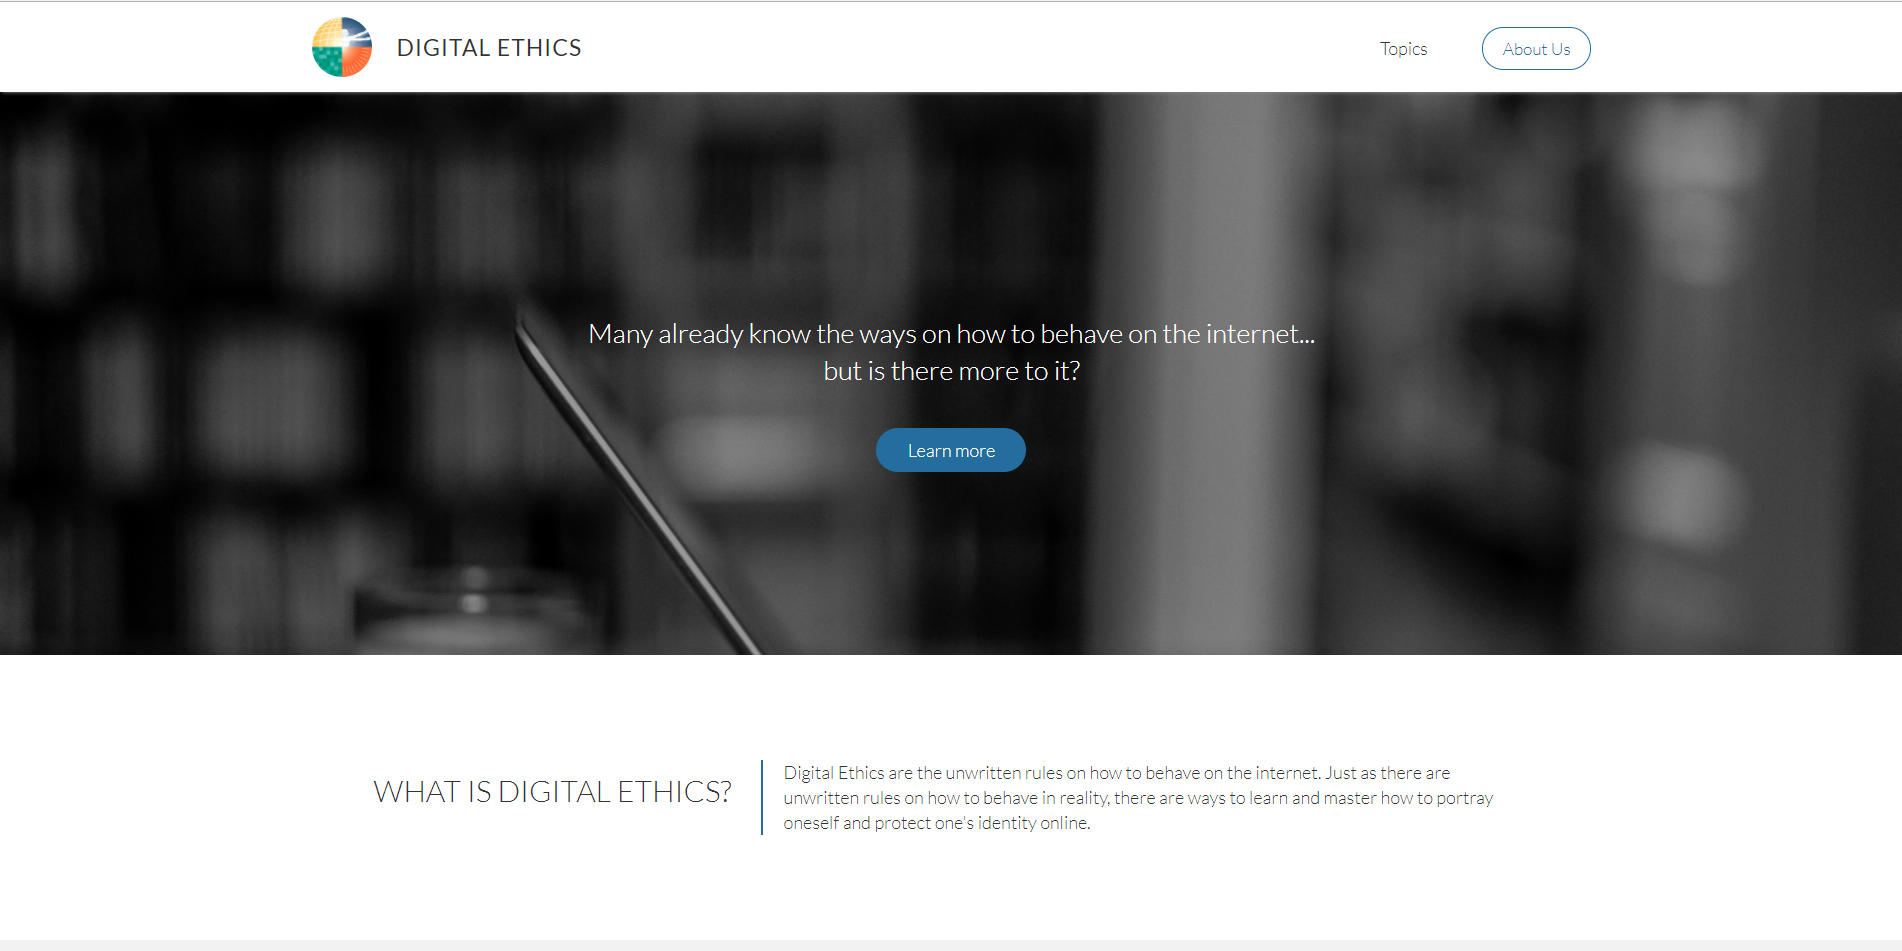 DIGITAL ETHICS
Topics
About Us
Many already know the ways on how to behave on the internet...
but is there more to it?
Learn more
WHAT IS DIGITAL ETHICS?
Digital Ethics are the unwritten rules on how to behave on the internet. Just as there are
unwritten rules on how to behave in reality, there are ways to learn and master how to portray
oneself and protect one's identity online.